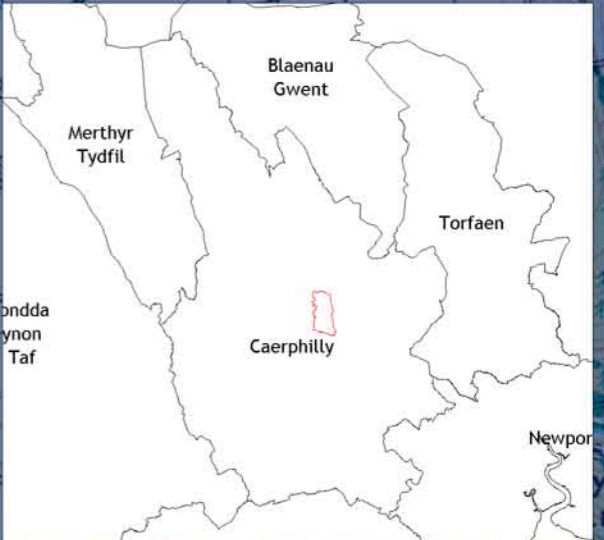 Blaenau
Gwent
Merthyr
Tydfil
Torfaen
ondda
ynon
Taf
Caerphilly
Newpor